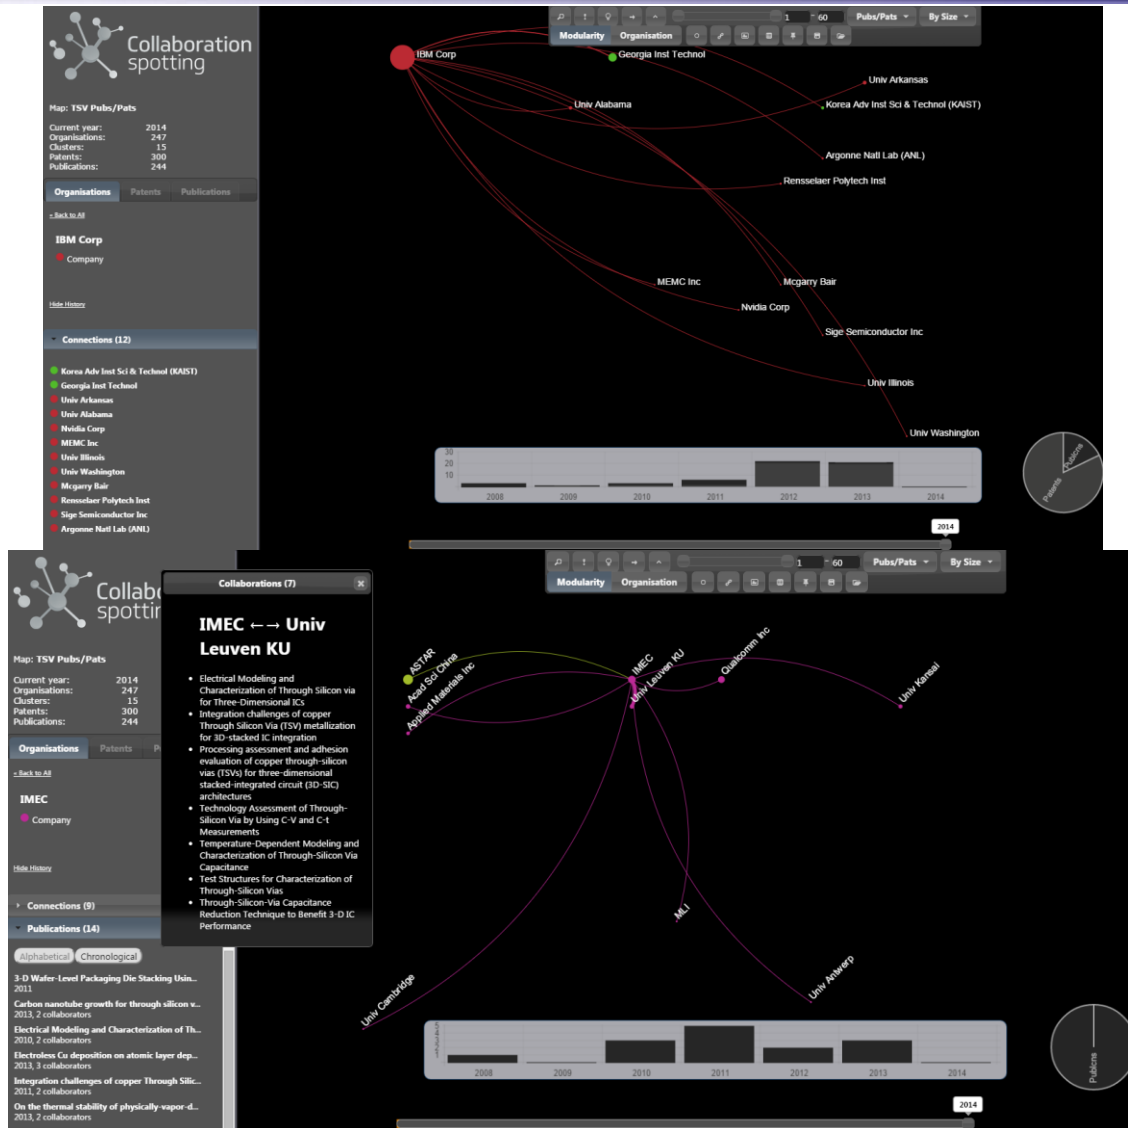 Collaboration
spotting
Map: TSV Pubs/Pats
Current year: 2014
Organisations: 247
Clusters: 15
Patents: 300
Publications: 244
Organisations Patents Publications
« Back to All
IBM Corp
Company
Hide History
Connections (12)
Korea Adv Inst Sci & Technol (KAIST)
Georgia Inst Technol
Univ Arkansas
Univ Alabama
Nvidia Corp
MEMC Inc
Univ Illinois
Univ Washington
Mcgarry Bair
Rensselaer Polytech Inst
Sige Semiconductor Inc
Argonne Natl Lab (ANL)
1 - 60 Pubs/Pats By Size
Modularity Organisation
IBM Corp
Georgia Inst Technol
Univ Arkansas
Univ Alabama
Korea Adv Inst Sci & Technol (KAIST)
Argonne Natl Lab (ANL)
Rensselaer Polytech Inst
MEMC Inc
Mcgarry Bair
Nvidia Corp
Sige Semiconductor Inc
Univ Illinois
Univ Washington
30
20
10
2008 2009 2010 2011 2012 2013 2014
Publicns
Patents
2014
Collabo
spottin
Map: TSV Pubs/Pats
Current year: 2014
Organisations: 247
Clusters: 15
Patents: 300
Publications: 244
Organisations Patents P
« Back to All
IMEC
Company
Hide History
Connections (9)
Publications (14)
Alphabetical Chronological
3-D Wafer-Level Packaging Die Stacking Usin...
2011
Carbon nanotube growth for through silicon v...
2013, 2 collaborators
Electrical Modeling and Characterization of Th...
2010, 2 collaborators
Electroless Cu deposition on atomic layer dep...
2013, 3 collaborators
Integration challenges of copper Through Silic...
2011, 2 collaborators
On the thermal stability of physically-vapor-d...
2013, 2 collaborators
Collaborations (7)
IMEC ←→ Univ
Leuven KU
Electrical Modeling and
Characterization of Through Silicon via
for Three-Dimensional ICs
Integration challenges of copper
Through Silicon Via (TSV) metallization
for 3D-stacked IC integration
Processing assessment and adhesion
evaluation of copper through-silicon
vias (TSVs) for three-dimensional
stacked-integrated circuit (3D-SIC)
architectures
Technology Assessment of Through-
Silicon Via by Using C-V and C-t
Measurements
Temperature-Dependent Modeling and
Characterization of Through-Silicon Via
Capacitance
Test Structures for Characterization of
Through-Silicon Vias
Through-Silicon-Via Capacitance
Reduction Technique to Benefit 3-D IC
Performance
1 - 60 Pubs/Pats By Size
Modularity Organisation
ASTAR
Acad Sci China
Applied Materials Inc
IMEC
Univ Leuven KU
Qualcomm Inc
Univ Kansai
MLI
Univ Cambridge
Univ Antwerp
5
4
3
2
1
2008 2009 2010 2011 2012 2013 2014
Publicns
2014